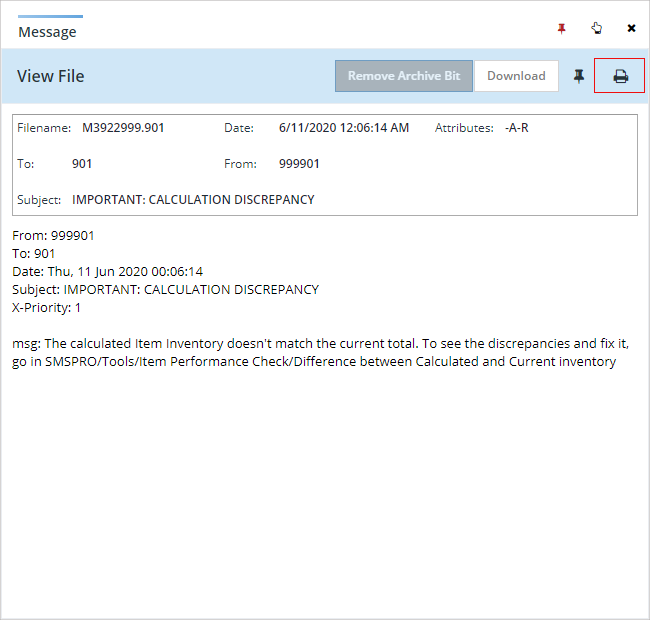 Message
View File
Remove Archive Bit
Download
Filename: M3922999.901 Date: 6/11/2020 12:06:14 AM Attributes: -A-R
To: 901 From: 999901
Subject: IMPORTANT: CALCULATION DISCREPANCY
From: 999901
To: 901
Date: Thu, 11 Jun 2020 00:06:14
Subject: IMPORTANT: CALCULATION DISCREPANCY
X-Priority: 1
msg: The calculated Item Inventory doesn't match the current total. To see the discrepancies and fix it,
go in SMSPRO/Tools/Item Performance Check/Difference between Calculated and Current inventory